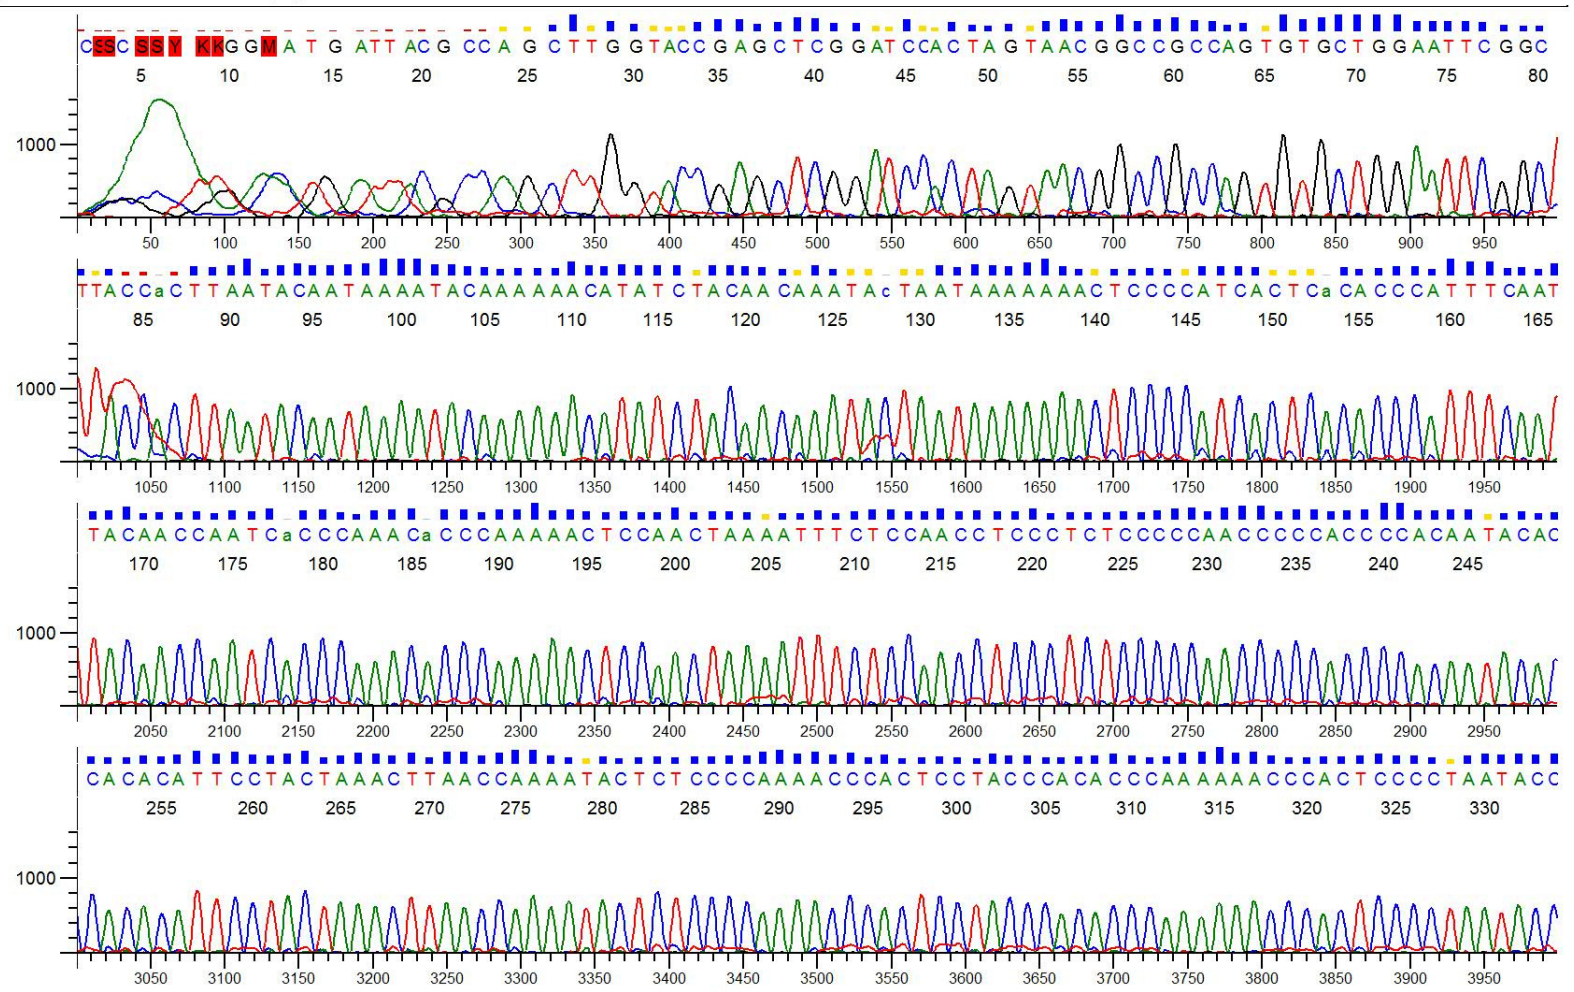 CSSCSSY KKGGMATGATTACGCCAGCTTGGTACCGAGCTCGGATCCACTAGTAACGGCCGCCAGTGTGCTGGAATTCGGC
5 10 15 20 25 30 35 40 45 50 55 60 65 70 75 80
1000
50 100 150 200 250 300 350 400 450 500 550 600 650 700 750 800 850 900 950
TTACCaCTTAATACAATAAAATACAAAAAACATATCTACAACAAATAcTAATAAAAAAACTCCCCATCACTCaCACCCATTTCAAT
85 90 95 100 105 110 115 120 125 130 135 140 145 150 155 160 165
1000
1050 1100 1150 1200 1250 1300 1350 1400 1450 1500 1550 1600 1650 1700 1750 1800 1850 1900 1950
TACAACCAATCaCCCAAACaCCCAAAAACTCCAACTAAAATTTCTCCAACCTCCCTCTCCCCCAACCCCCACCCCACAATACAC
170 175 180 185 190 195 200 205 210 215 220 225 230 235 240 245
1000
2050 2100 2150 2200 2250 2300 2350 2400 2450 2500 2550 2600 2650 2700 2750 2800 2850 2900 2950
CACACATTCCTACTAAACTTAACCAAAATACTCTCCCCAAAACCCACTCCTACCCACACCCAAAAAACCCACTCCCCTAATACC
255 260 265 270 275 280 285 290 295 300 305 310 315 320 325 330
1000
3050 3100 3150 3200 3250 3300 3350 3400 3450 3500 3550 3600 3650 3700 3750 3800 3850 3900 3950